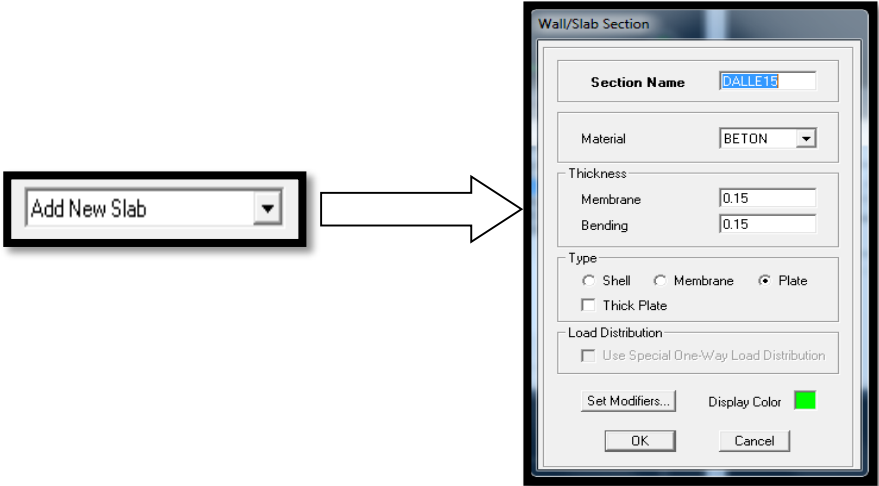 Add New Slab
Wall/Slab Section
Section Name DALLE15
Material BETON
Thickness
Membrane 0.15
Bending 0.15
Type
Shell Membrane Plate
Thick Plate
Load Distribution
Use Special One-Way Load Distribution
Set Modifiers... Display Color
OK Cancel